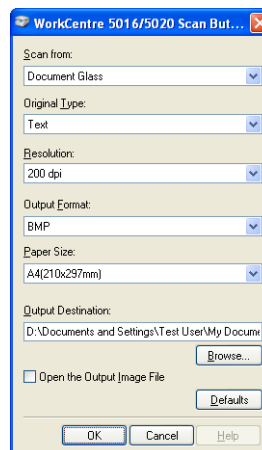 WorkCentre 5016/5020 Scan But...
Scan from:
Document Glass
Original Type:
Text
Resolution:
200 dpi
Output Format:
BMP
Paper Size:
A4(210x297mm)
Output Destination:
D:\Documents and Settings\Test User\My Docume
Browse...
Open the Output Image File
Defaults
OK Cancel Help